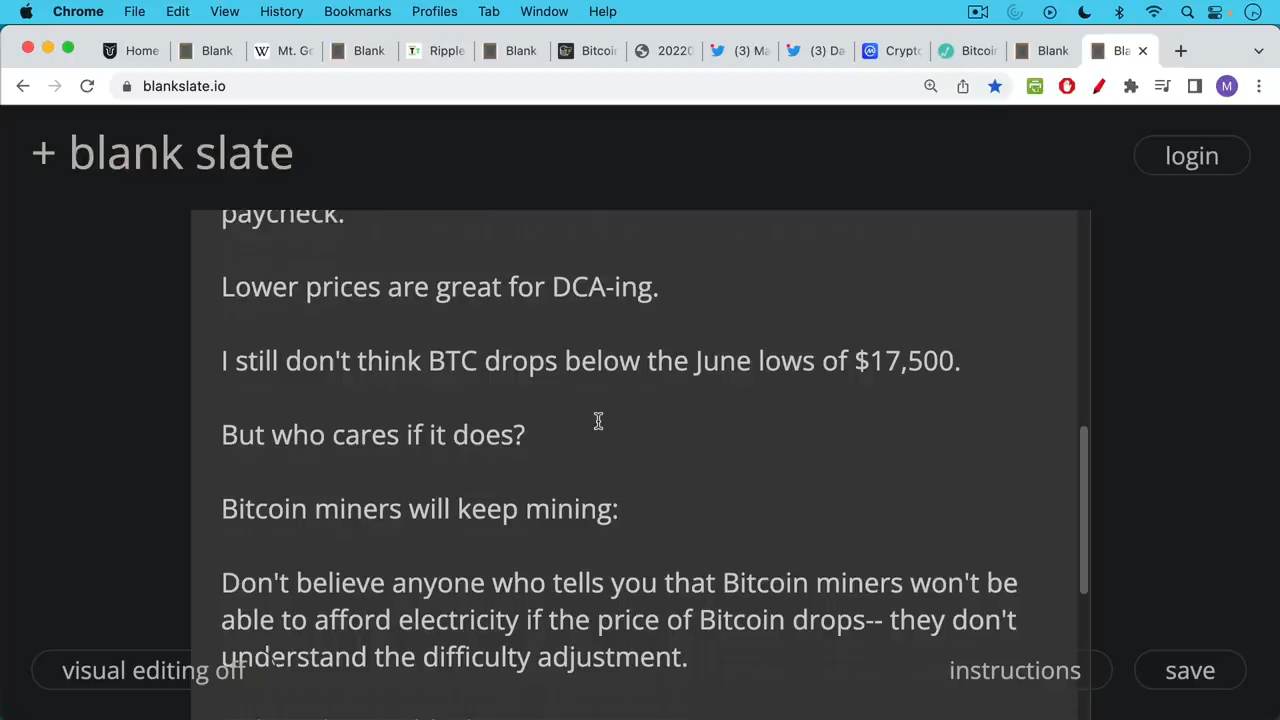 Chrome File Edit View History Bookmarks Profiles Tab Window Help
Home Blank Mt. Go Blank Ripple Blank Bitcoin 20220 (3) Ma (3) Da Crypto Bitcoin Blank Bla
blankslate.io M
+ blank slate
login
paycheck.
Lower prices are great for DCA-ing.
I still don't think BTC drops below the June lows of $17,500.
But who cares if it does?
Bitcoin miners will keep mining:
Don't believe anyone who tells you that Bitcoin miners won't be
able to afford electricity if the price of Bitcoin drops-- they don't
understand the difficulty adjustment.
visual editing off
instructions
save